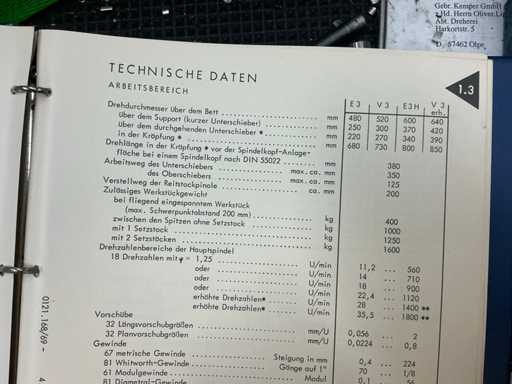 Gebr. Kemper GmbH
z.Hd. Herrn Oliver
Abt. Dreherei
Harkortstr. 5
D 57462 Olpe
TECHNISCHE DATEN
ARBEITSBEREICH
1.3
E 3 V 3 E 3 H V 3 erh.
Drehdurchmesser über dem Bett mm 480 520 600 640
über dem Support (kurzer Unterschieber) mm 250 300 370 420
über dem durchgehenden Unterschieber * mm 220 270 340 390
in der Kröpfung * mm 680 730 800 850
Drehlänge in der Kröpfung * vor der Spindelkopf-Anlage-
fläche bei einem Spindelkopf nach DIN 55022 mm 380
Arbeitsweg des Unterschiebers max. ca. mm 350
des Oberschiebers max. ca. mm 125
Verstellweg der Reitstockpinole ca. mm 200
Zulässiges Werkstückgewicht
bei fliegend eingespanntem Werkstück
(max. Schwerpunktabstand 200 mm) kg 400
zwischen den Spitzen ohne Setzstock kg 1000
mit 1 Setzstock kg 1250
mit 2 Setzstöcken kg 1600
Drehzahlenbereiche der Hauptspindel
18 Drehzahlen mit φ = 1,25 U/min 11,2 ... 560
oder U/min 14 ... 710
oder U/min 18 ... 900
oder U/min 22,4 ... 1120
erhöhte Drehzahlen* U/min 28 ... 1400 **
erhöhte Drehzahlen* U/min 35,5 ... 1800 **
Vorschübe
32 Längsvorschubgrößen mm/U 0,056 ... 2
32 Planvorschubgrößen mm/U 0,0224 ... 0,8
Gewinde
67 metrische Gewinde Steigung in mm 0,4 ... 224
81 Whitworth-Gewinde Gänge auf 1" 70 ... 1/8
61 Modulgewinde Modul 0,1 ... 56
81 Diametral-Gewinde
0121.168/69 -